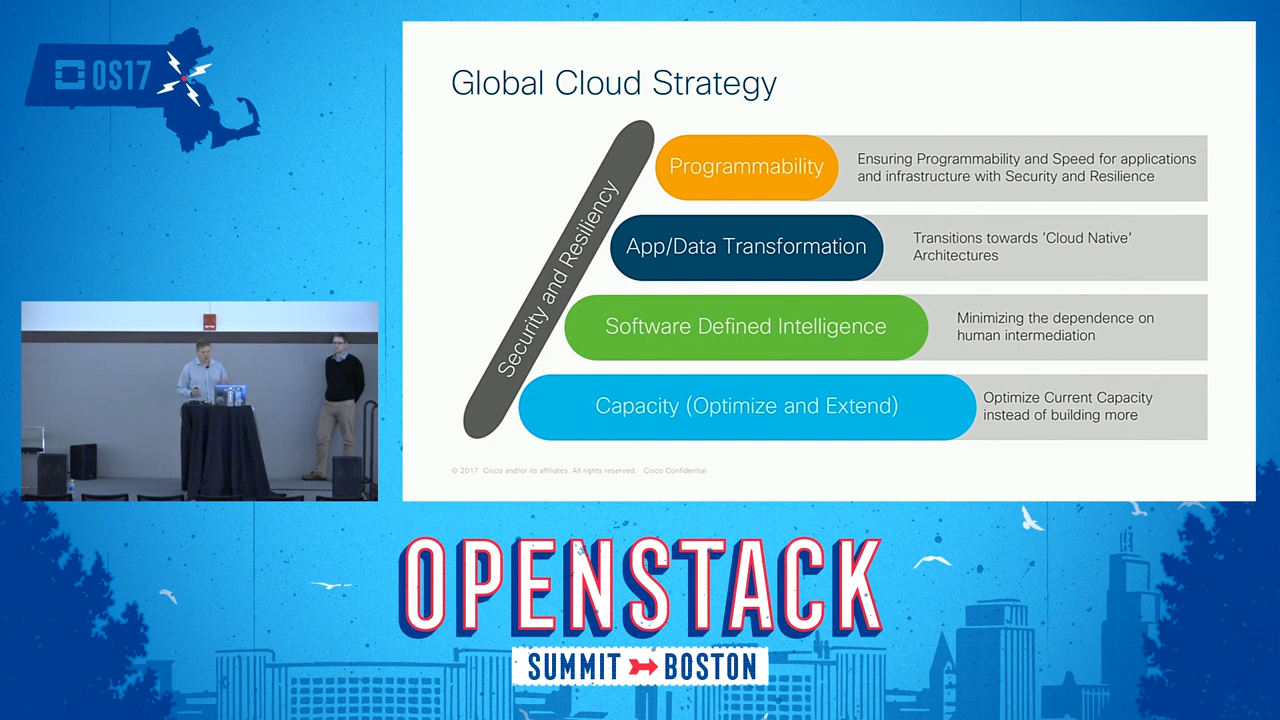 OS17
Global Cloud Strategy
Security and Resiliency
Programmability
Ensuring Programmability and Speed for applications
and infrastructure with Security and Resilience
App/Data Transformation
Transitions towards 'Cloud Native'
Architectures
Software Defined Intelligence
Minimizing the dependence on
human intermediation
Capacity (Optimize and Extend)
Optimize Current Capacity
instead of building more
© 2017 Cisco and/or its affiliates. All rights reserved. Cisco Confidential
OPENSTACK
SUMMIT BOSTON